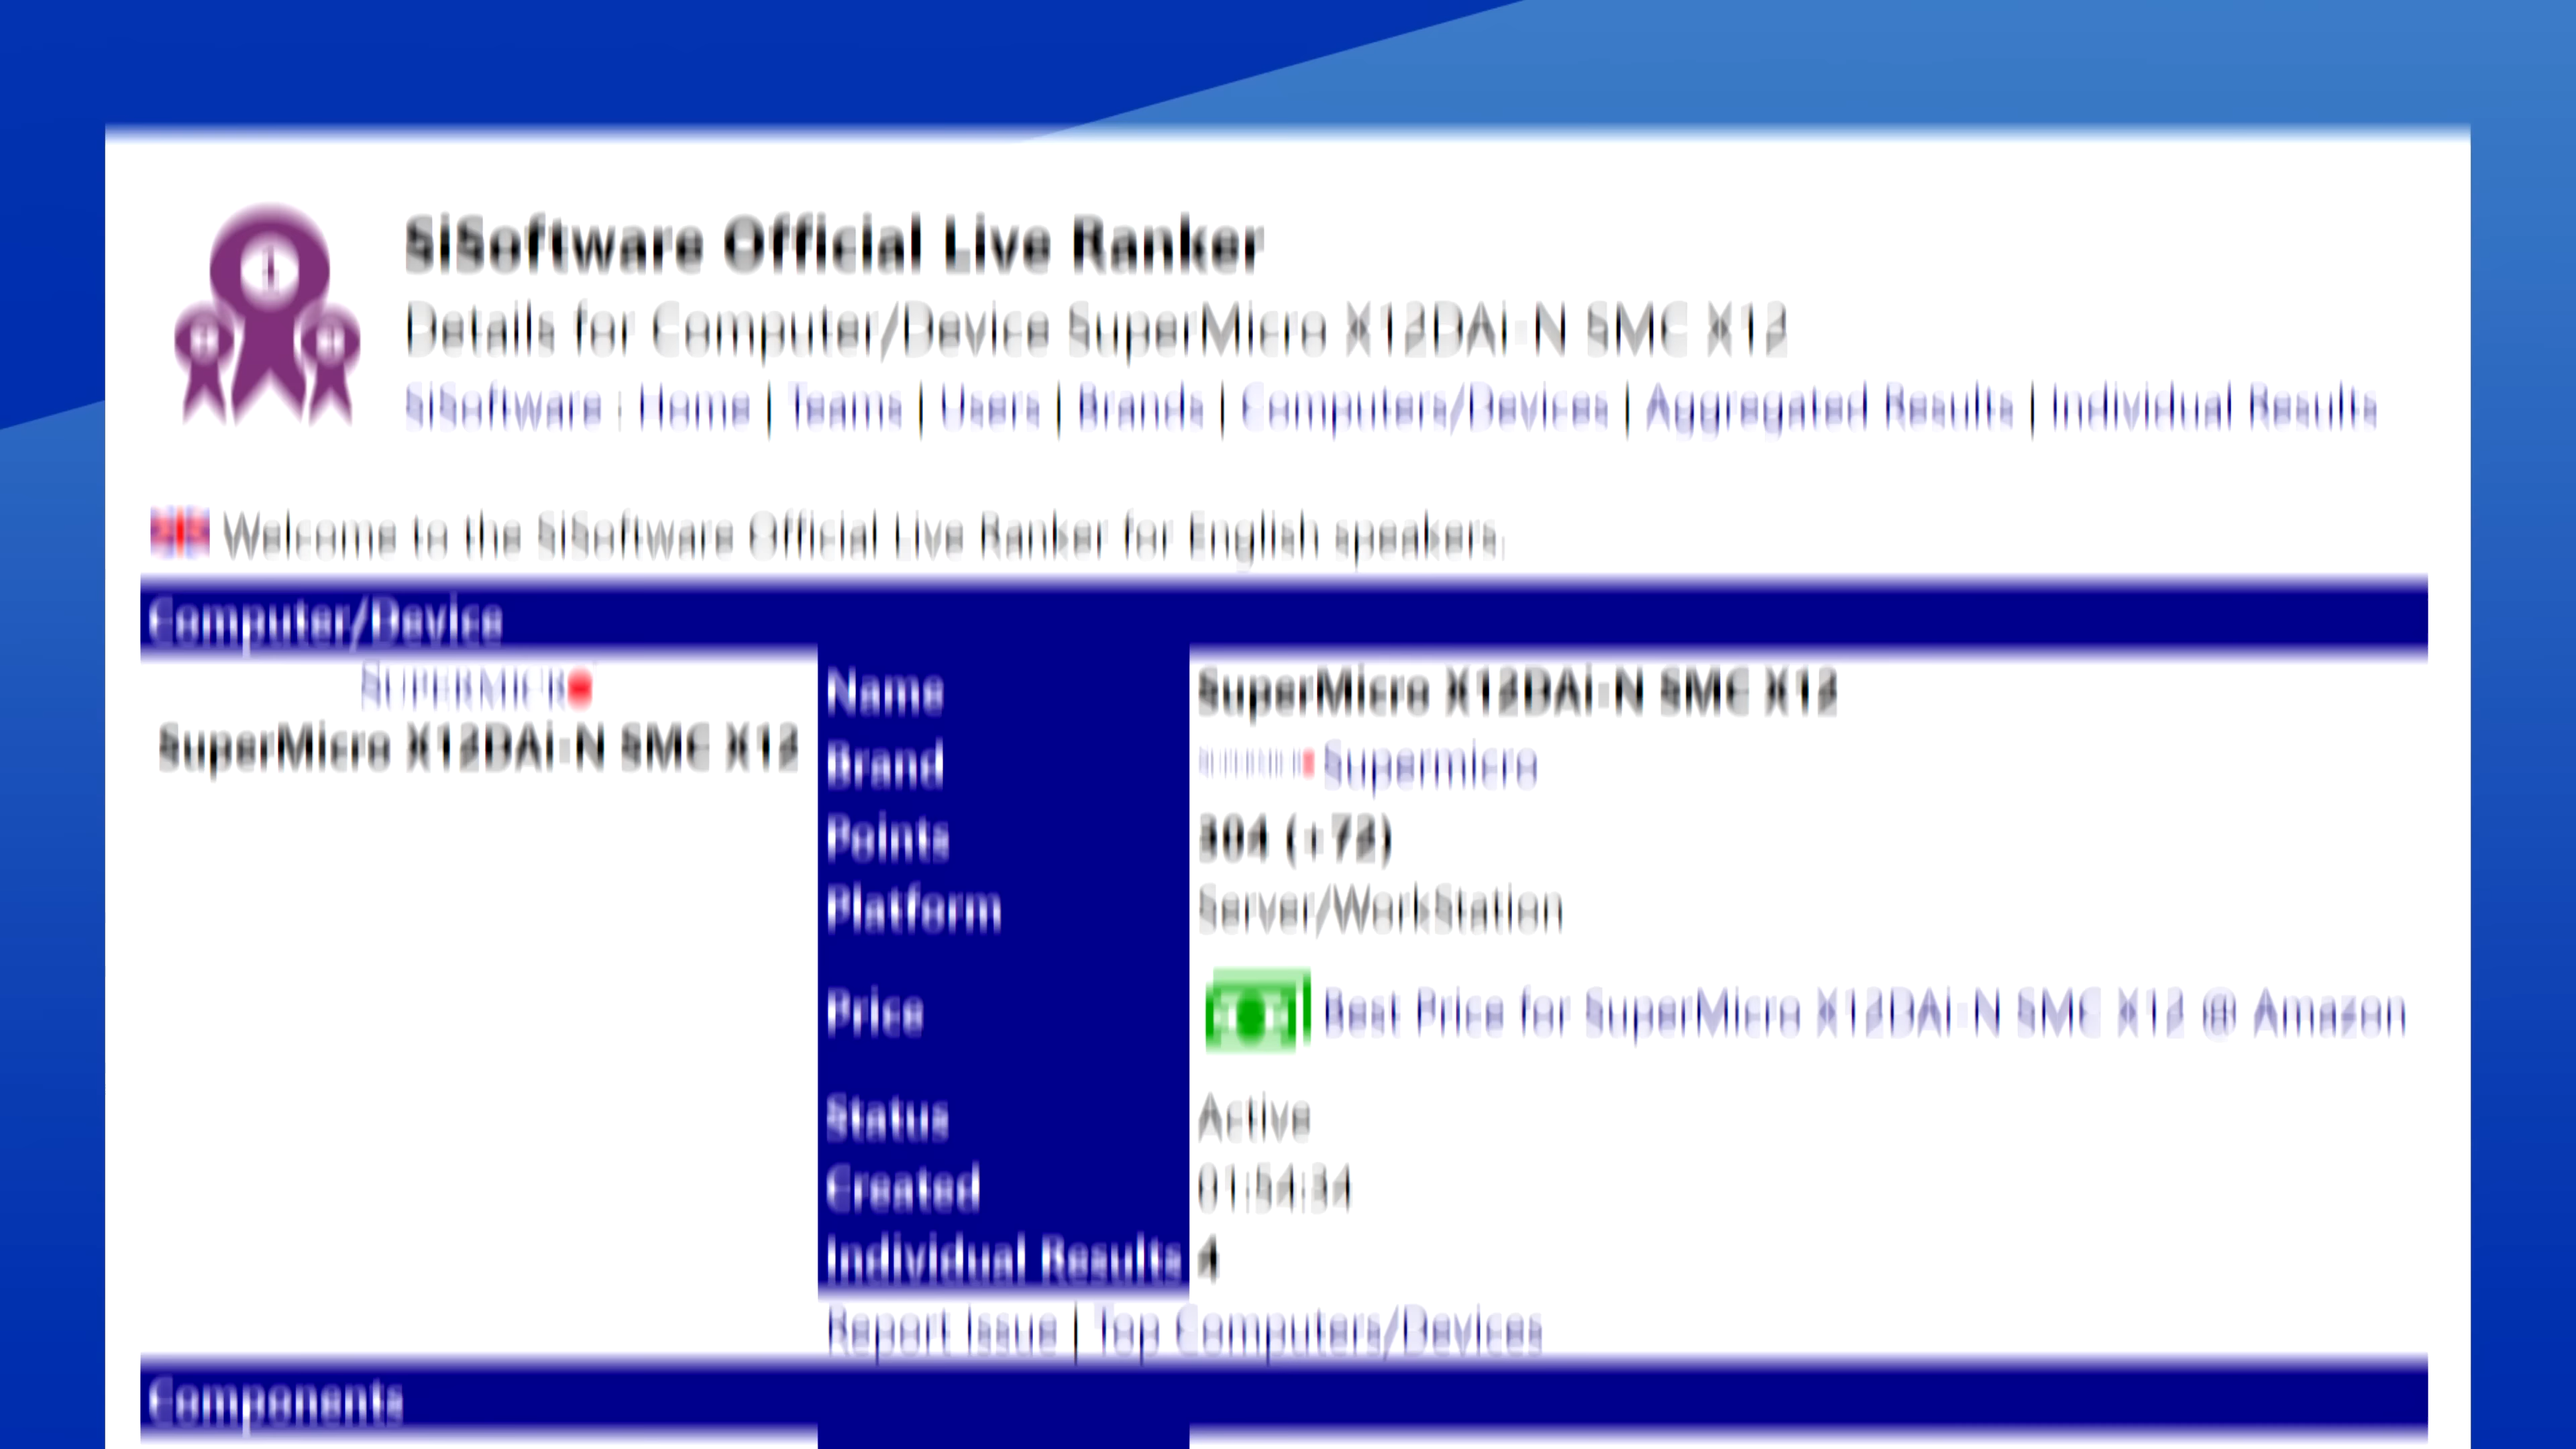 SiSoftware Official Live Ranker
Details for Computer/Device SuperMicro X12DAi-N SMC X12
SiSoftware : Home | Teams | Users | Brands | Computers/Devices | Aggregated Results | Individual Results
Welcome to the SiSoftware Official Live Ranker for English speakers.
Computer/Device
SUPERMICR
SuperMicro X12DAi-N SMC X12
Name SuperMicro X12DAi-N SMC X12
Brand Supermicro
Points
Platform Server/WorkStation
Price Best Price for SuperMicro X12DAi-N SMC X12 @ Amazon
Status Active
Created 01:54:34
Individual Results 4
Report Issue | Top Computers/Devices
Components